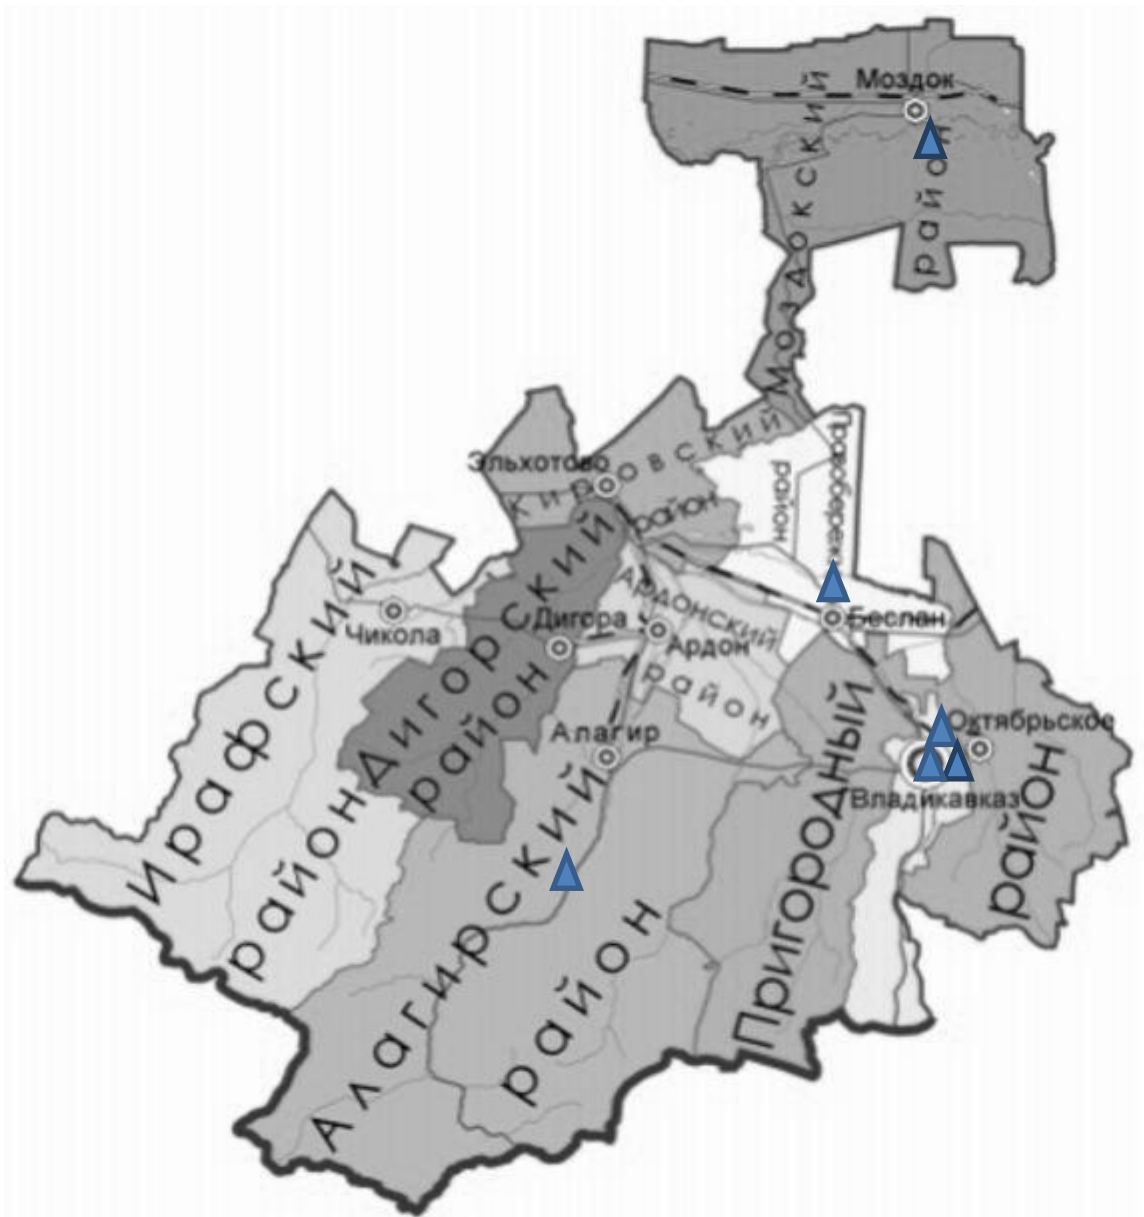 Моздок
Моздокский
район
Эльхотово
Кировский
район
Правобережн
район
Беслан
Чикола
Ирафский
район
Дигора
Дигорский
район
Ардонский
район
Ардон
Алагир
Алагирский
район
Октябрьское
Владикавказ
Пригородный
район